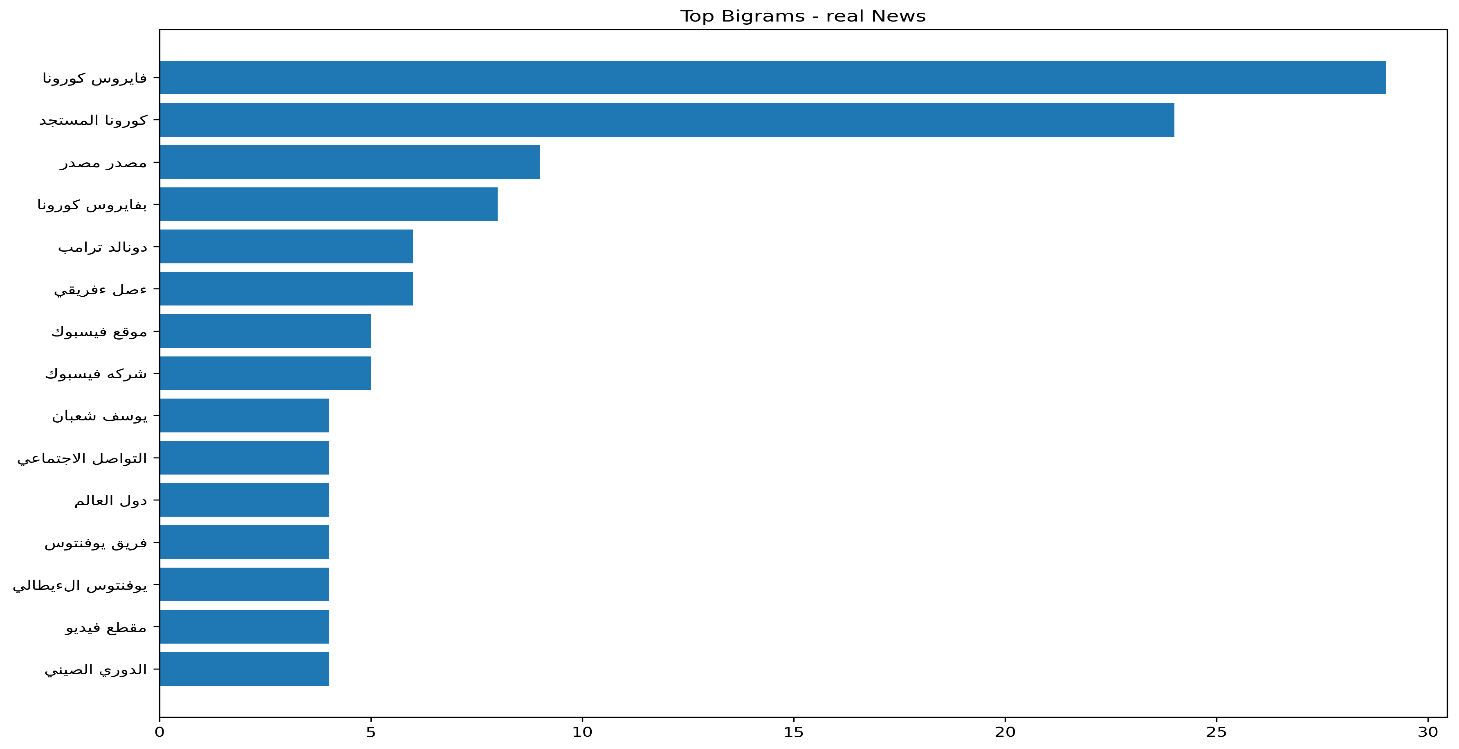 Top Bigrams - real News
فايروس كورونا
كورونا المستجد
مصدر مصدر
بفايروس كورونا
دونالد ترامب
ءصل ءفريقي
موقع فيسبوك
شركه فيسبوك
يوسف شعبان
التواصل الاجتماعي
دول العالم
فريق يوفنتوس
يوفنتوس الءيطالي
مقطع فيديو
الدوري الصيني
0 5 10 15 20 25 30